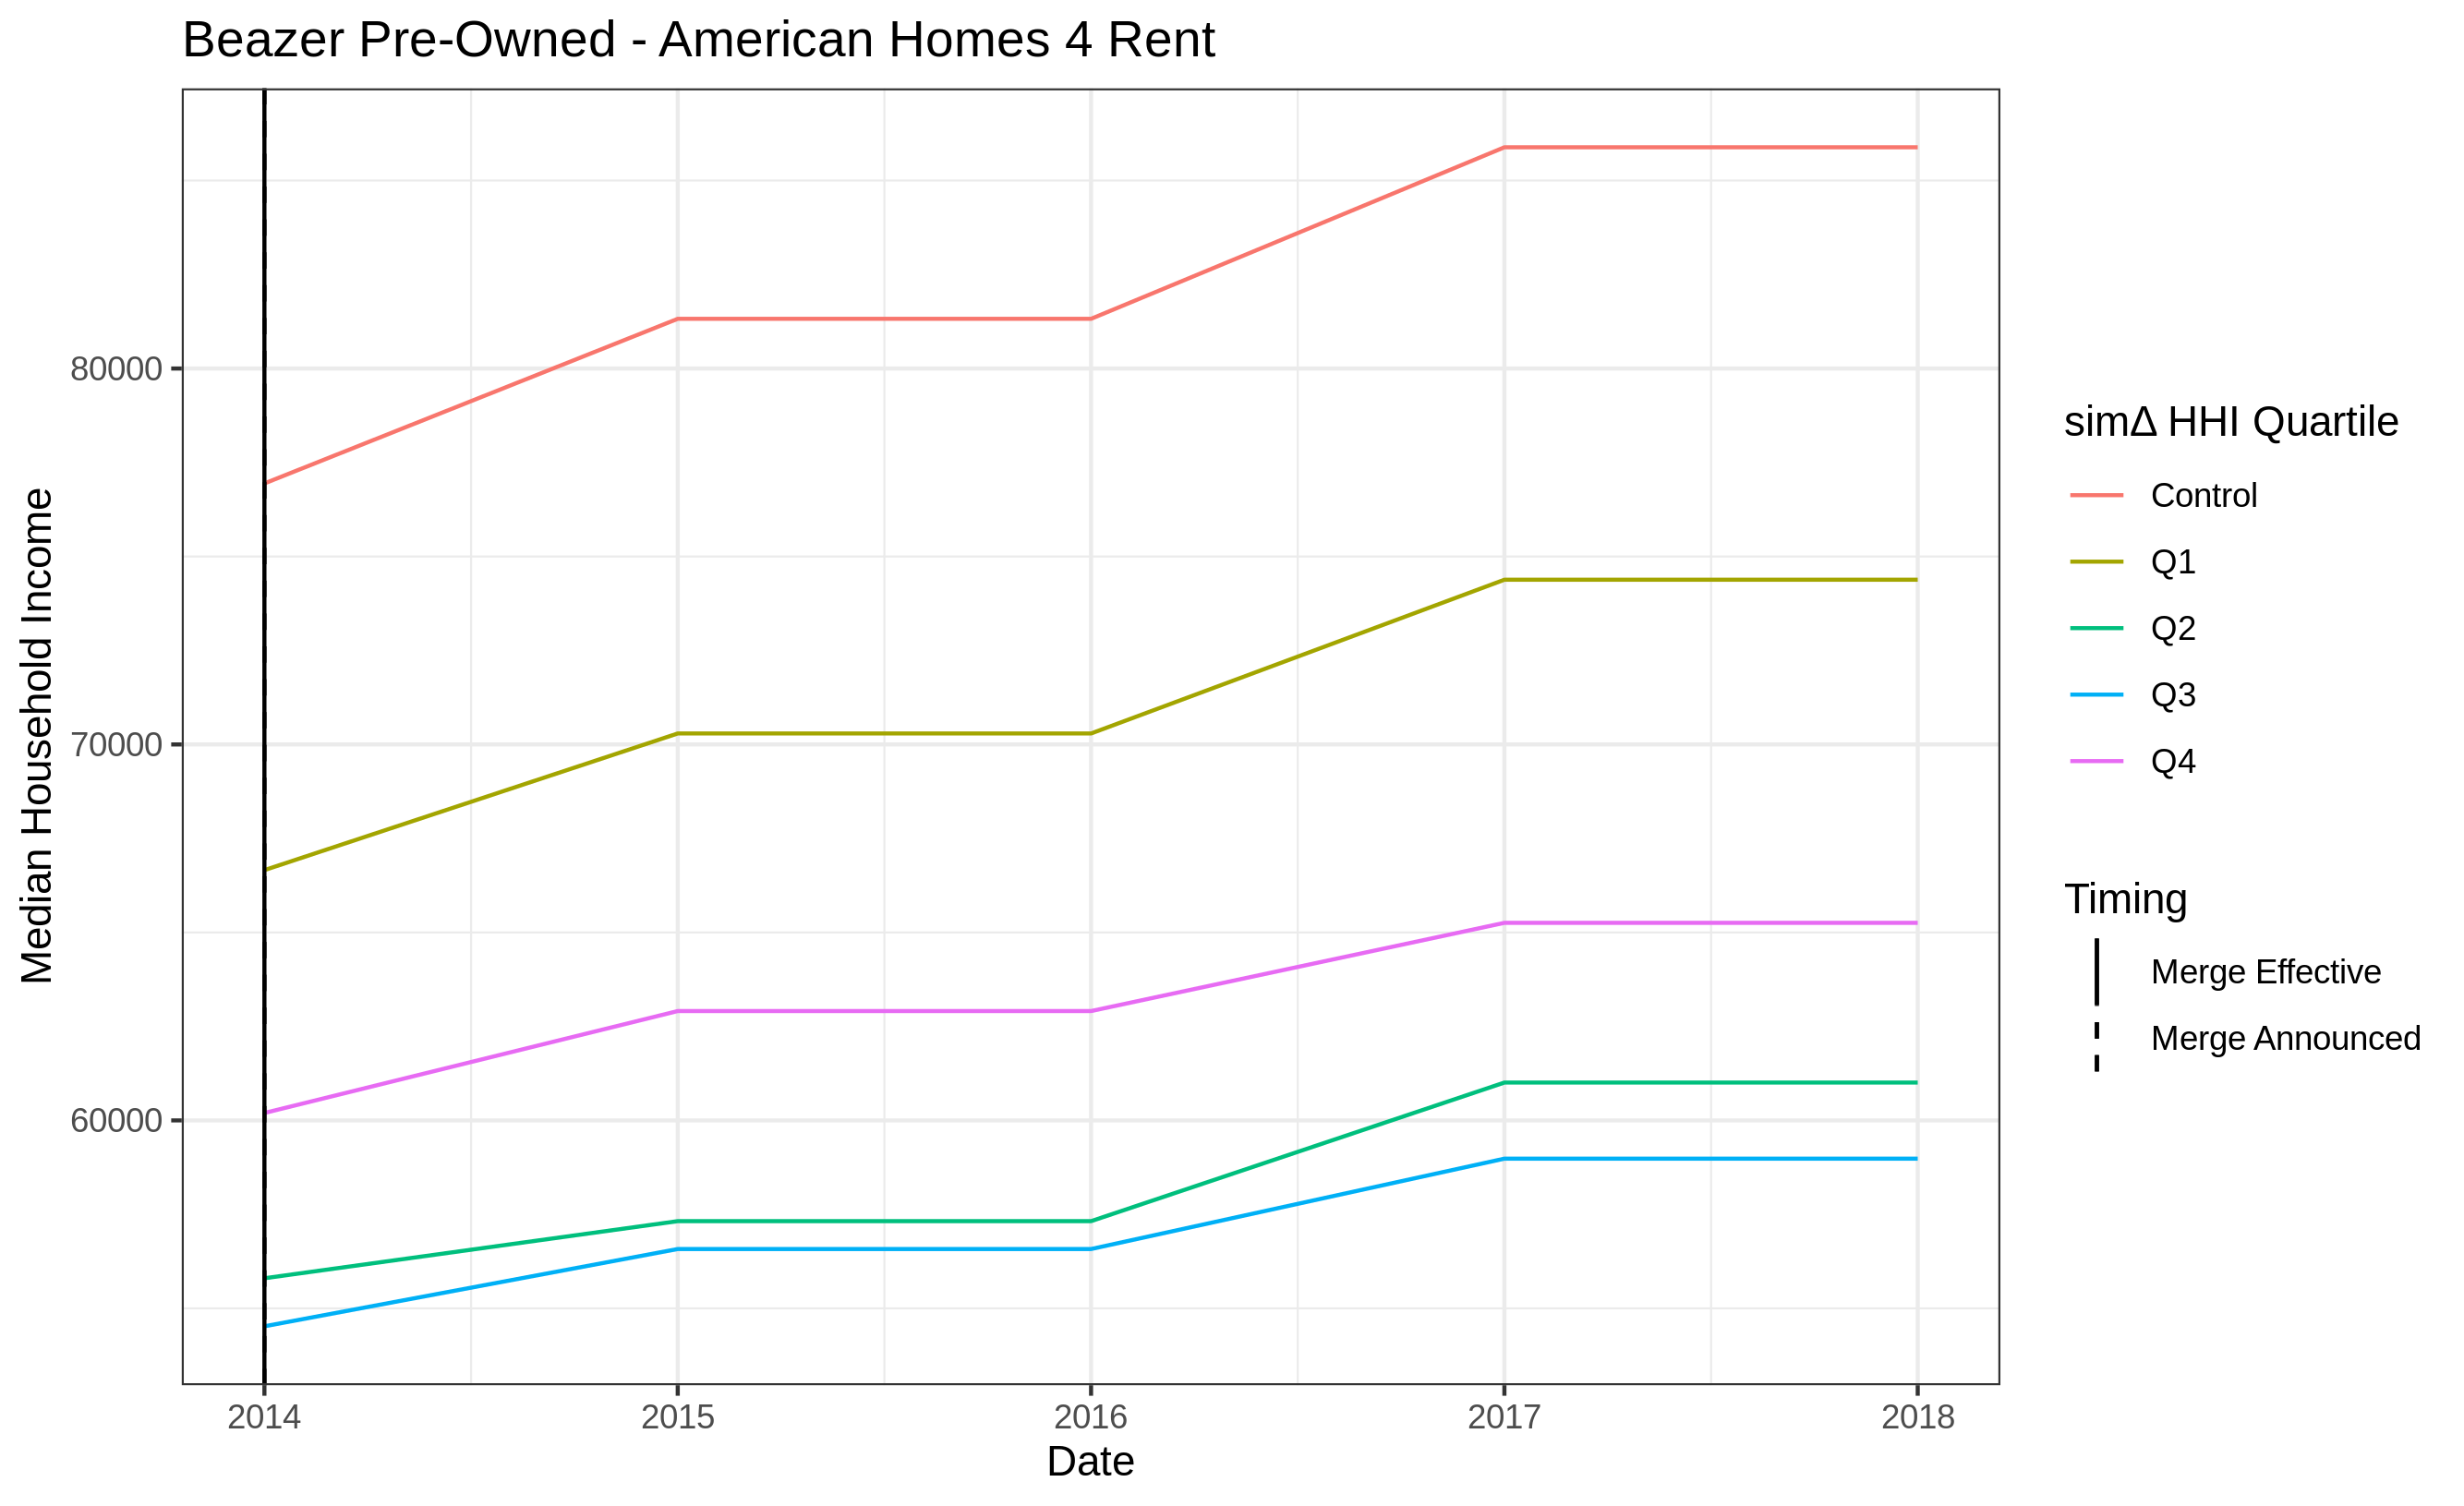 Beazer Pre-Owned - American Homes 4 Rent
Median Household Income
80000
70000
60000
2014
2015
2016
2017
2018
Date
sim∆ HHI Quartile
Control
Q1
Q2
Q3
Q4
Timing
Merge Effective
Merge Announced